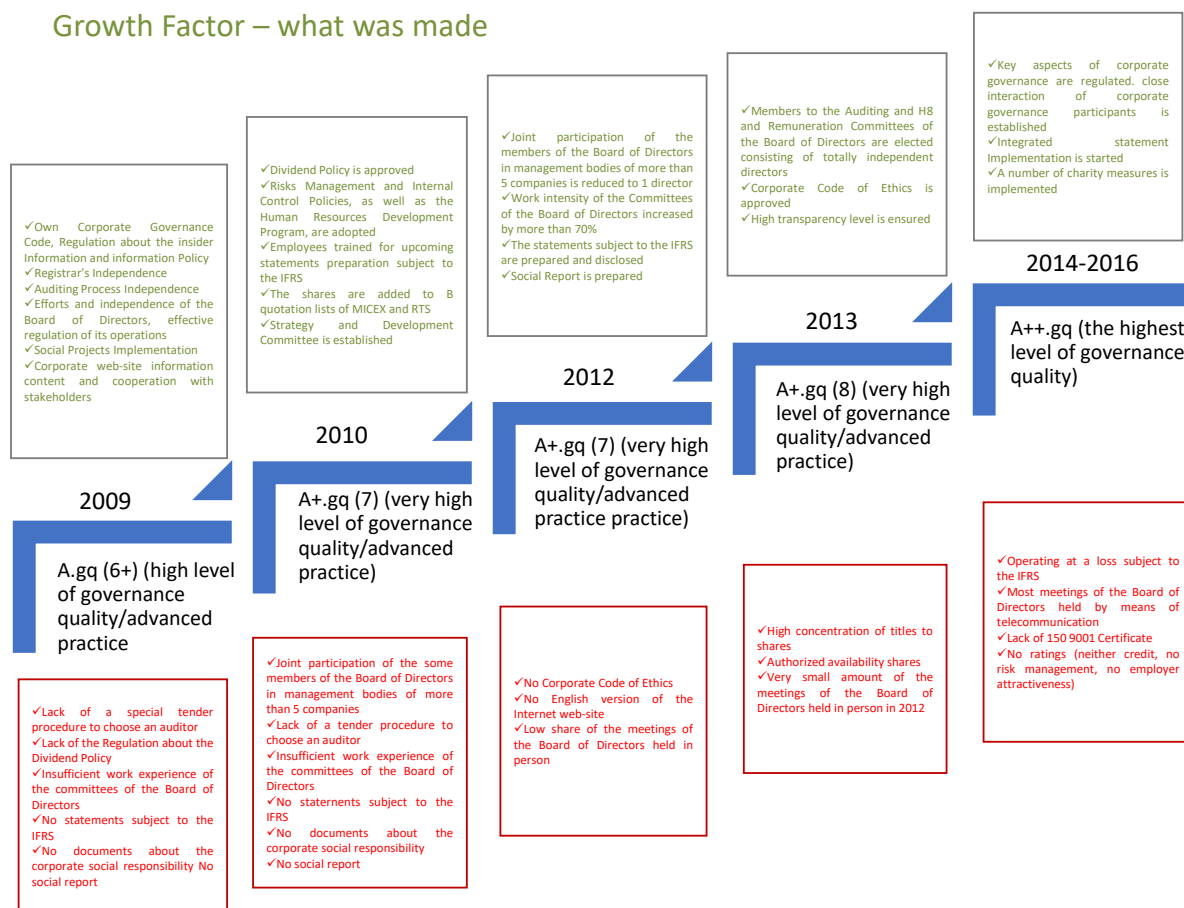 Growth Factor – what was made
✓Own Corporate Governance
Code, Regulation about the insider
Information and information Policy
✓Registrar's Independence
✓Auditing Process Independence
✓Efforts and independence of the
Board of Directors, effective
regulation of its operations
✓Social Projects Implementation
✓Corporate web-site information
content and cooperation with
stakeholders
2009
A.gq (6+) (high level
of governance
quality/advanced
practice
✓Lack of a special tender
procedure to choose an auditor
✓Lack of the Regulation about the
Dividend Policy
✓Insufficient work experience of
the committees of the Board of
Directors
✓No statements subject to the
IFRS
✓No documents about the
corporate social responsibility No
social report
✓Dividend Policy is approved
✓Risks Management and Internal
Control Policies, as well as the
Human Resources Development
Program, are adopted
✓Employees trained for upcoming
statements preparation subject to
the IFRS
✓The shares are added to B
quotation lists of MICEX and RTS
✓Strategy and Development
Committee is established
2010
A+.gq (7) (very high
level of governance
quality/advanced
practice)
✓Joint participation of the some
members of the Board of Directors
in management bodies of more
than 5 companies
✓Lack of a tender procedure to
choose an auditor
✓Insufficient work experience of
the committees of the Board of
Directors
✓No staternents subject to the
IFRS
✓No documents about the
corporate social responsibility
✓No social report
✓Joint participation of the
members of the Board of Directors
in management bodies of more than
5 companies is reduced to 1 director
✓Work intensity of the Committees
of the Board of Directors increased
by more than 70%
✓The statements subject to the IFRS
are prepared and disclosed
✓Social Report is prepared
2012
A+.gq (7) (very high
level of governance
quality/advanced
practice practice)
✓No Corporate Code of Ethics
✓No English version of the
Internet web-site
✓Low share of the meetings of
the Board of Directors held in
person
✓Members to the Auditing and H8
and Remuneration Committees of
the Board of Directors are elected
consisting of totally independent
directors
✓Corporate Code of Ethics is
approved
✓High transparency level is ensured
2013
A+.gq (8) (very high
level of governance
quality/advanced
practice)
✓High concentration of titles to
shares
✓Authorized availability shares
✓Very small amount of the
meetings of the Board of
Directors held in person in 2012
✓Key aspects of corporate
governance are regulated. close
interaction of corporate
governance participants is
established
✓Integrated statement
Implementation is started
✓A number of charity measures is
implemented
2014-2016
A++.gq (the highest
level of governance
quality)
✓Operating at a loss subject to
the IFRS
✓Most meetings of the Board of
Directors held by means of
telecommunication
✓Lack of 150 9001 Certificate
✓No ratings (neither credit, no
risk management, no employer
attractiveness)